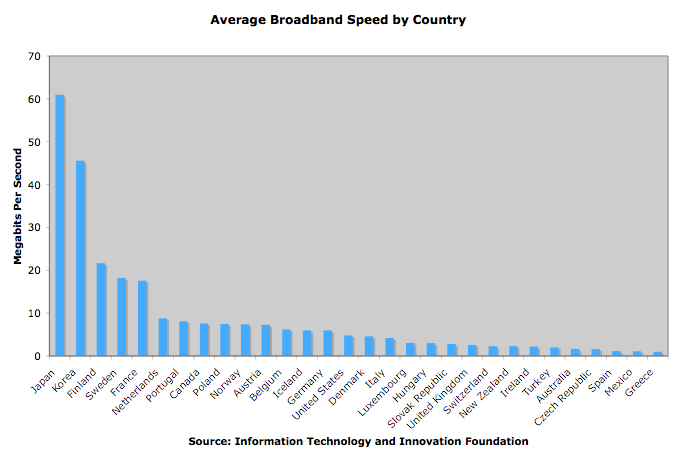 Average Broadband Speed by Country
70
60
50
40
30
20
10
0
Megabits Per Second
Japan
Korea
Finland
Sweden
France
Netherlands
Portugal
Canada
Poland
Norway
Austria
Belgium
Iceland
Germany
United States
Denmark
Italy
Luxembourg
Hungary
Slovak Republic
United Kingdom
Switzerland
New Zealand
Ireland
Turkey
Australia
Czech Republic
Spain
Mexico
Greece
Source: Information Technology and Innovation Foundation